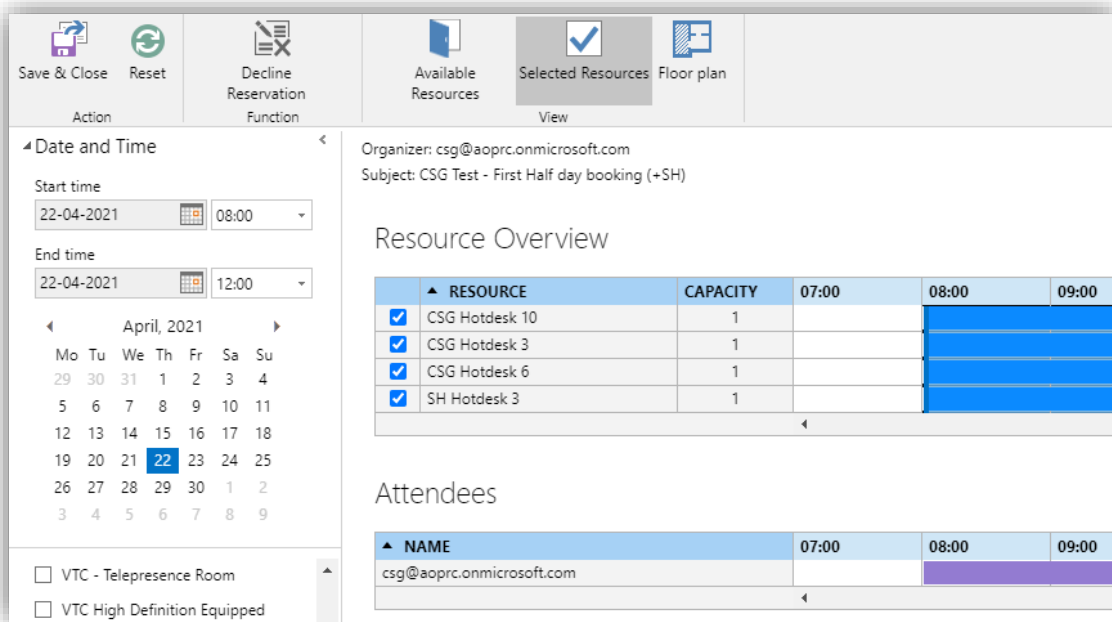 Save & Close
Reset
Decline
Reservation
Available
Resources
Selected Resources
Floor plan
Action
Function
View
Date and Time
Start time
22-04-2021 08:00
End time
22-04-2021 12:00
April, 2021
Mo Tu We Th Fr Sa Su
29 30 31 1 2 3 4
5 6 7 8 9 10 11
12 13 14 15 16 17 18
19 20 21 22 23 24 25
26 27 28 29 30 1 2
3 4 5 6 7 8 9
VTC - Telepresence Room
VTC High Definition Equipped
Organizer: csg@aoprc.onmicrosoft.com
Subject: CSG Test - First Half day booking (+SH)
Resource Overview
RESOURCE CAPACITY 07:00 08:00 09:00
CSG Hotdesk 10 1
CSG Hotdesk 3 1
CSG Hotdesk 6 1
SH Hotdesk 3 1
Attendees
NAME 07:00 08:00 09:00
csg@aoprc.onmicrosoft.com